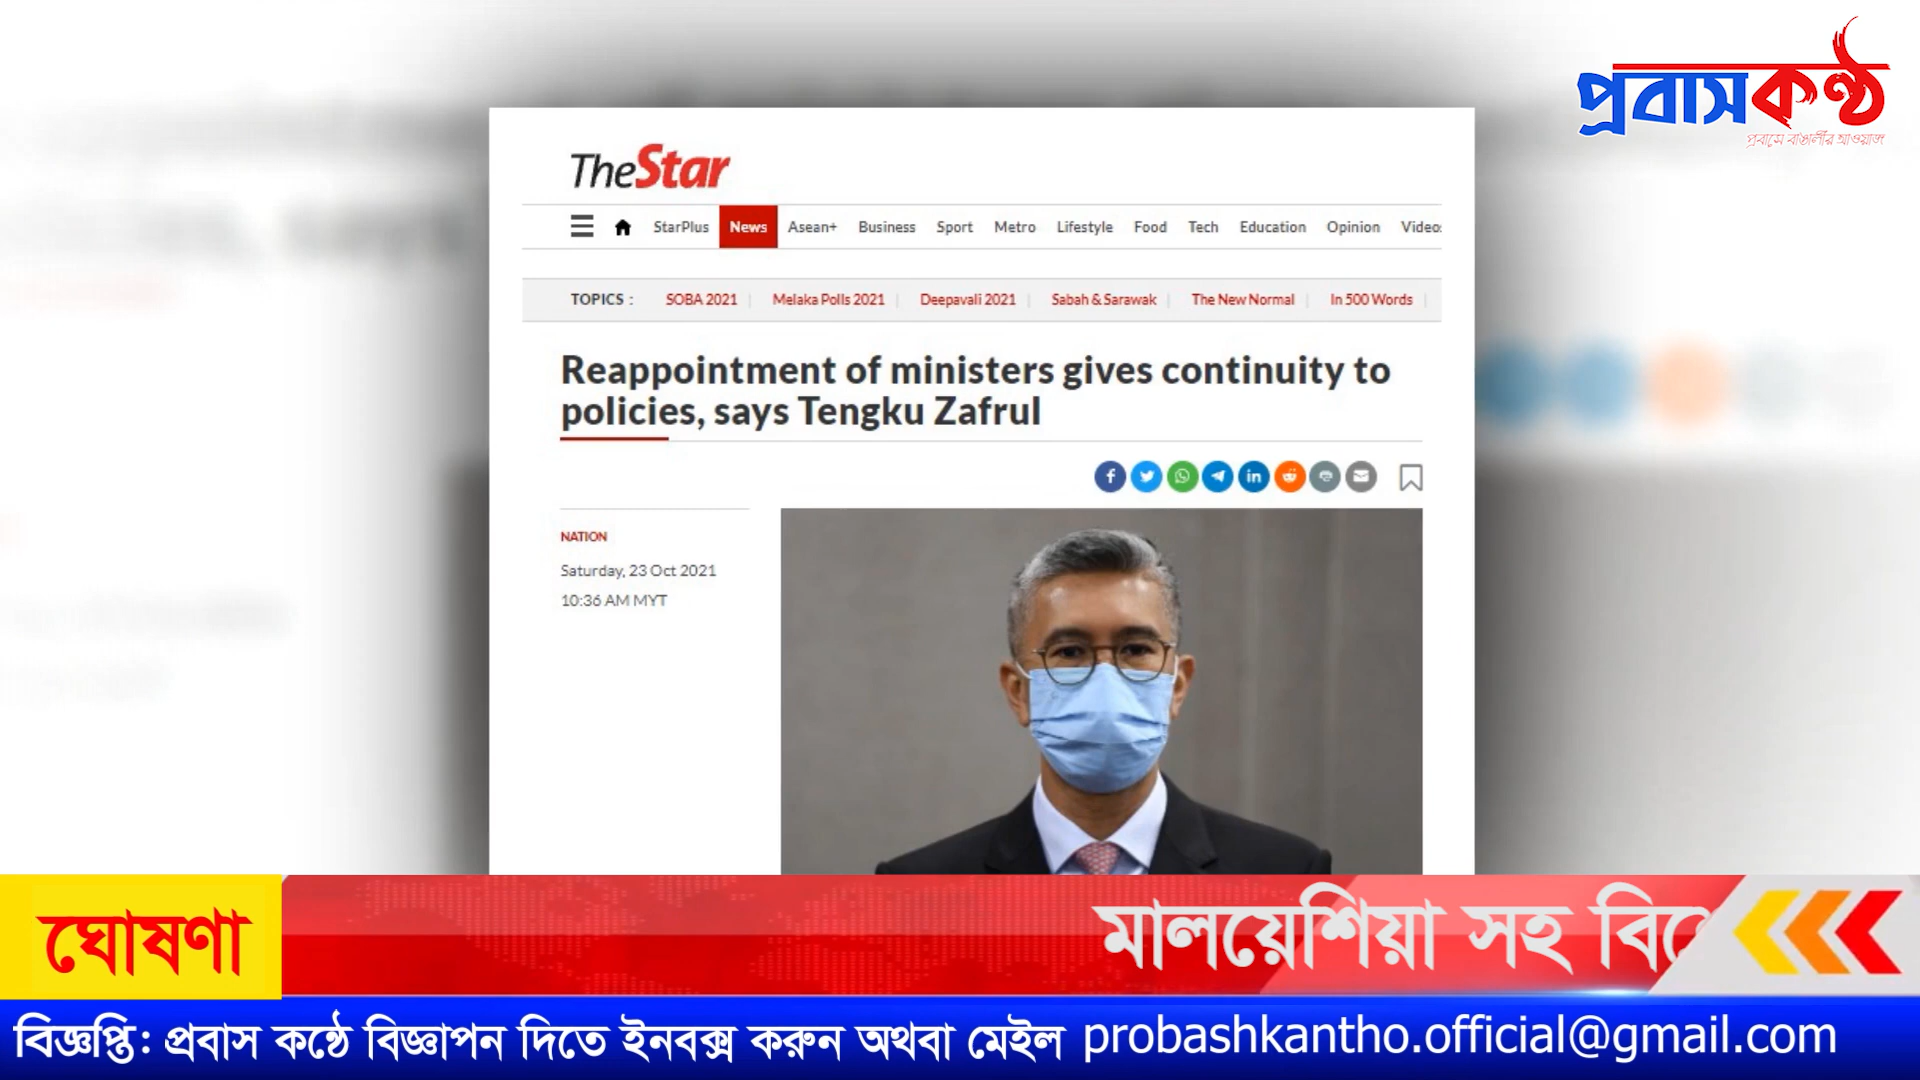 প্রবাসকণ্ঠ
প্রবাসে বাঙালীর আওয়াজ
TheStar
StarPlus News Asean+ Business Sport Metro Lifestyle Food Tech Education Opinion Video
TOPICS : SOBA 2021 Melaka Polls 2021 Deepavali 2021 Sabah & Sarawak The New Normal In 500 Words
Reappointment of ministers gives continuity to
policies, says Tengku Zafrul
NATION
Saturday, 23 Oct 2021
10:36 AM MYT
ঘোষণা
মালয়েশিয়া সহ
বিজ্ঞপ্তি: প্রবাস কন্ঠে বিজ্ঞাপন দিতে ইনবক্স করুন অথবা মেইল probashkantho.official@gmail.com